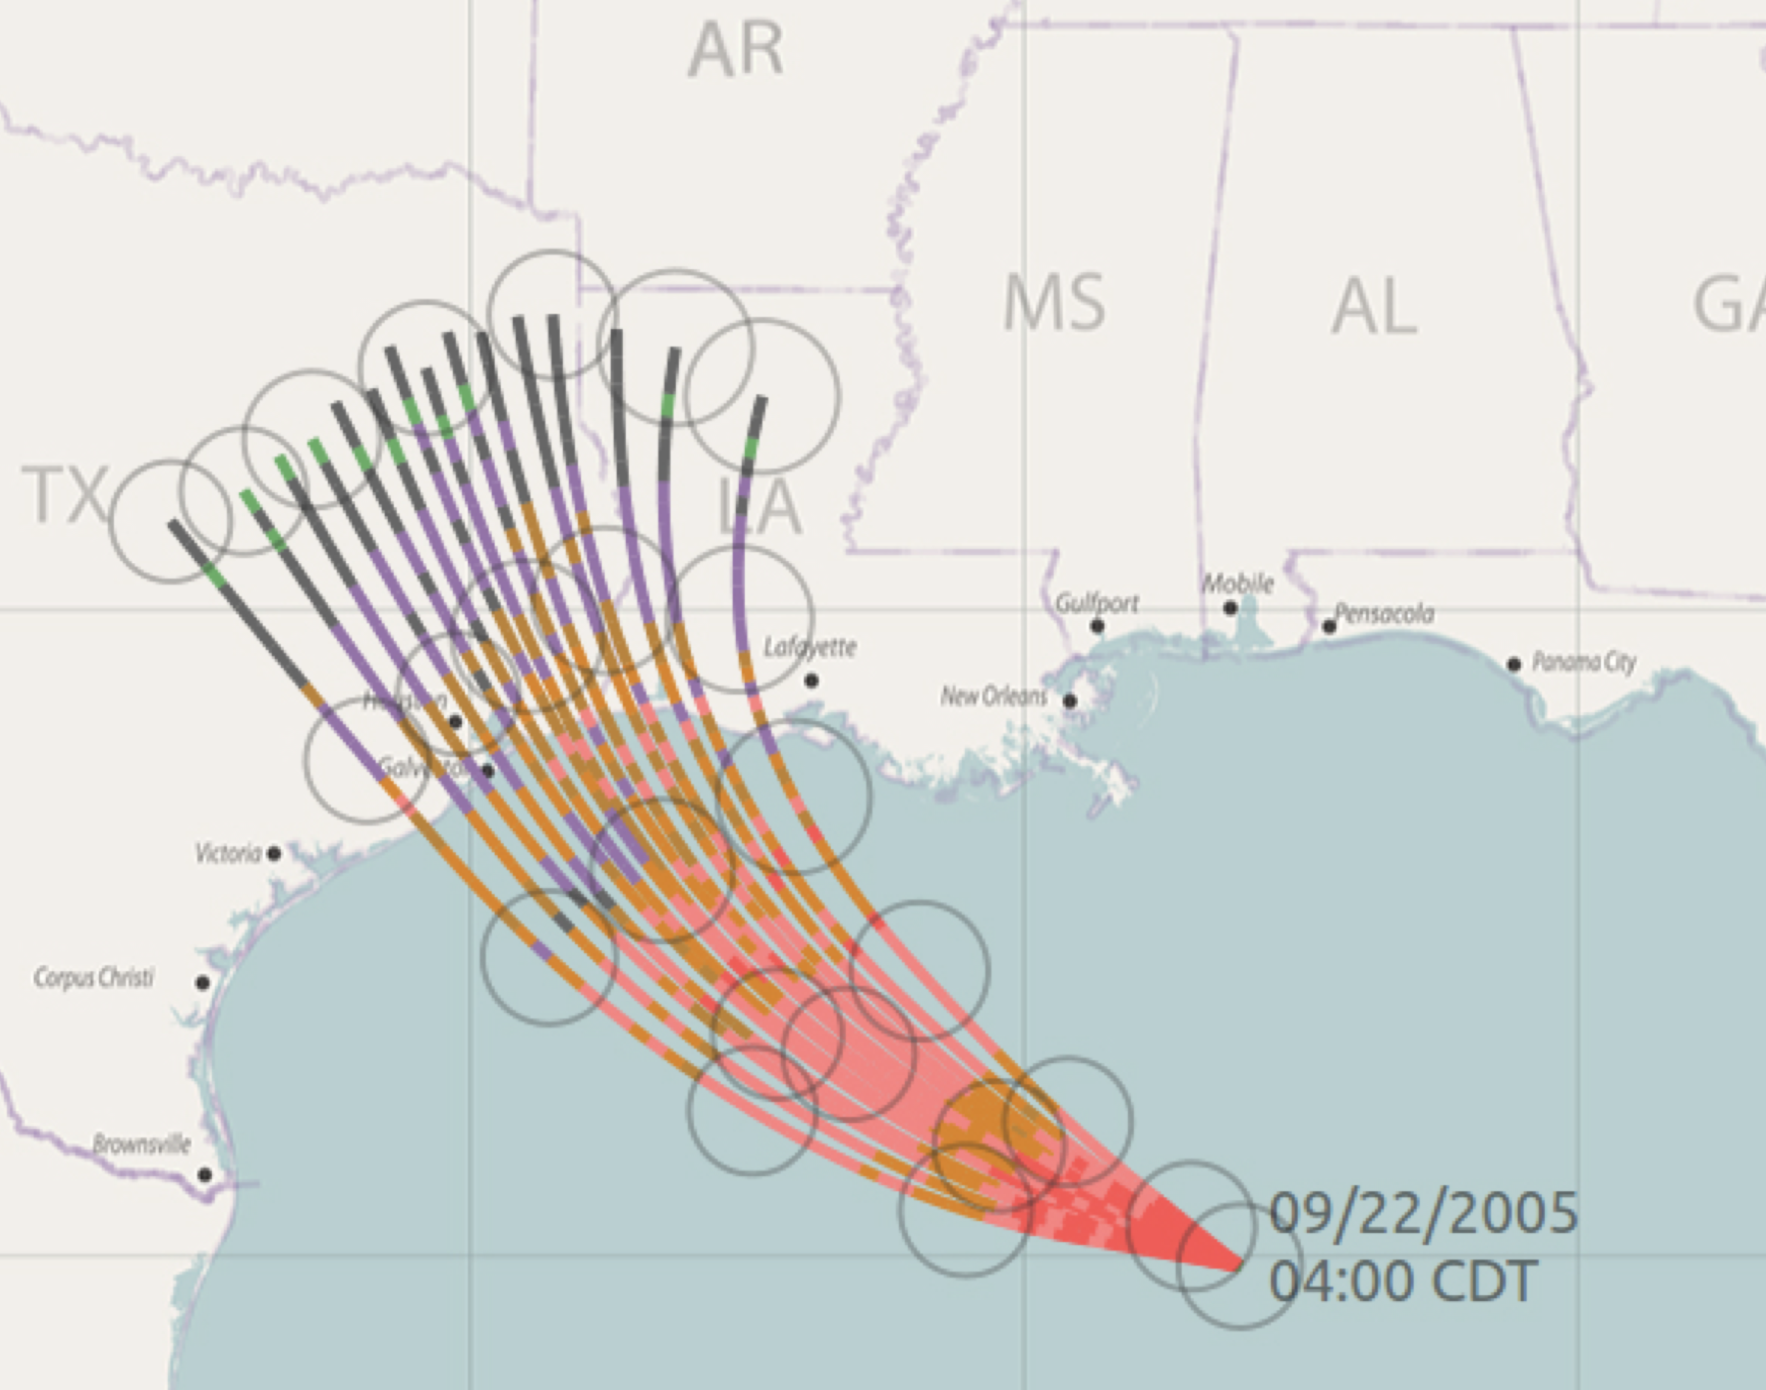 AR
MS
AL
GA
TX
LA
Mobile
Gulfport
Pensacola
Lafayette
Panama City
New Orleans
Houston
Galveston
Victoria
Corpus Christi
Brownsville
09/22/2005
04:00 CDT